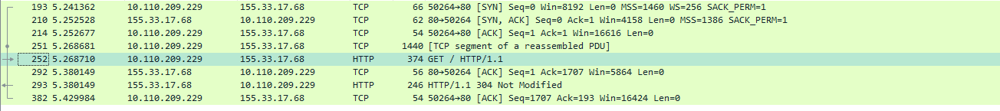 193 5.241362 10.110.209.229 155.33.17.68 TCP 66 50264→80 [SYN] Seq=0 Win=8192 Len=0 MSS=1460 WS=256 SACK_PERM=1
210 5.252528 10.110.209.229 155.33.17.68 TCP 62 80→50264 [SYN, ACK] Seq=0 Ack=1 Win=4158 Len=0 MSS=1386 SACK_PERM=1
214 5.252677 10.110.209.229 155.33.17.68 TCP 54 50264→80 [ACK] Seq=1 Ack=1 Win=16616 Len=0
251 5.268681 10.110.209.229 155.33.17.68 TCP 1440 [TCP segment of a reassembled PDU]
252 5.268710 10.110.209.229 155.33.17.68 HTTP 374 GET / HTTP/1.1
292 5.380149 155.33.17.68 10.110.209.229 TCP 56 80→50264 [ACK] Seq=1 Ack=1707 Win=5864 Len=0
293 5.380149 155.33.17.68 10.110.209.229 HTTP 246 HTTP/1.1 304 Not Modified
382 5.429984 10.110.209.229 155.33.17.68 TCP 54 50264→80 [ACK] Seq=1707 Ack=193 Win=16424 Len=0